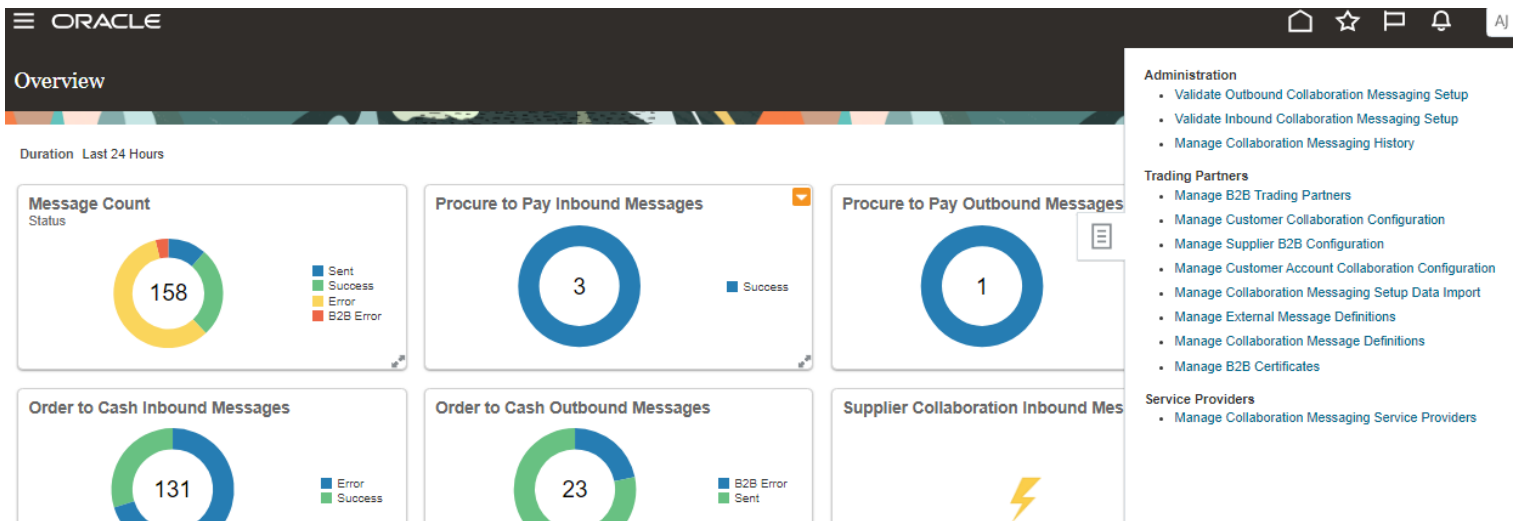 ORACLE
AJ
Overview
Duration Last 24 Hours
Message Count
Status
158
Sent
Success
Error
B2B Error
Procure to Pay Inbound Messages
3
Success
Procure to Pay Outbound Messages
1
Order to Cash Inbound Messages
131
Error
Success
Order to Cash Outbound Messages
23
B2B Error
Sent
Supplier Collaboration Inbound Mes
Administration
Validate Outbound Collaboration Messaging Setup
Validate Inbound Collaboration Messaging Setup
Manage Collaboration Messaging History
Trading Partners
Manage B2B Trading Partners
Manage Customer Collaboration Configuration
Manage Supplier B2B Configuration
Manage Customer Account Collaboration Configuration
Manage Collaboration Messaging Setup Data Import
Manage External Message Definitions
Manage Collaboration Message Definitions
Manage B2B Certificates
Service Providers
Manage Collaboration Messaging Service Providers